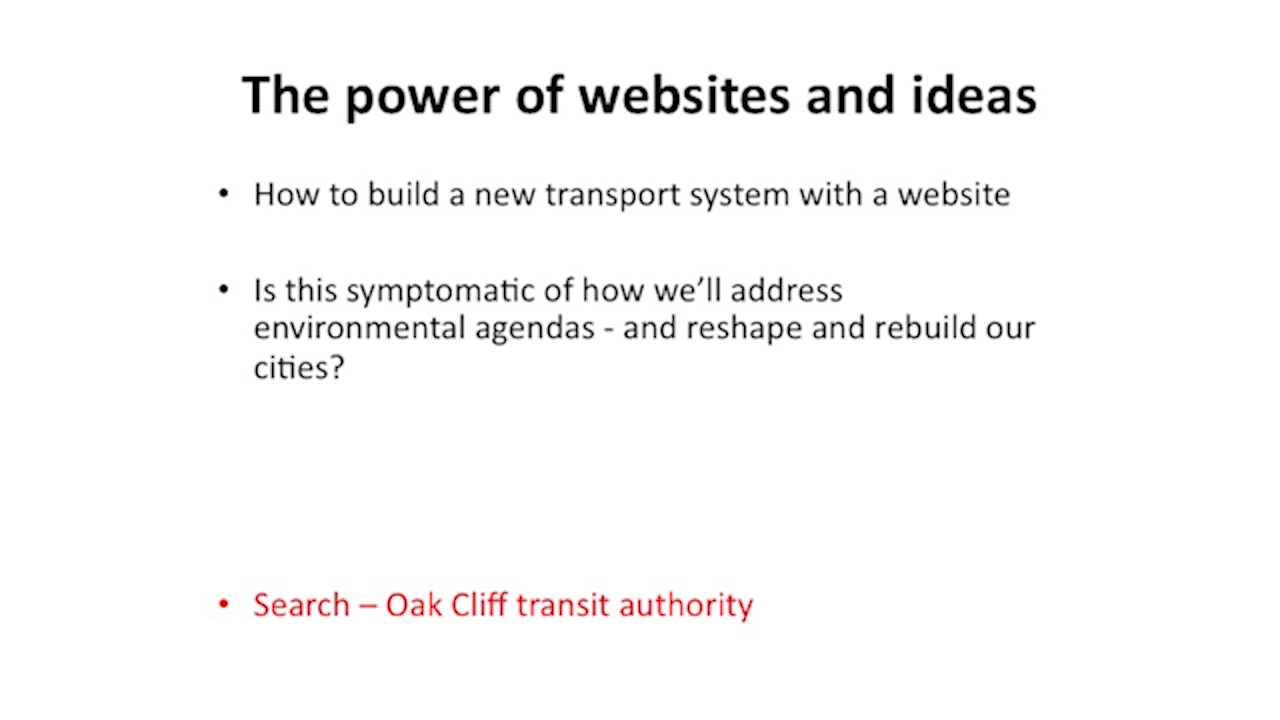 The power of websites and ideas
• How to build a new transport system with a website
• Is this symptomatic of how we’ll address
environmental agendas - and reshape and rebuild our
cities?
• Search – Oak Cliff transit authority